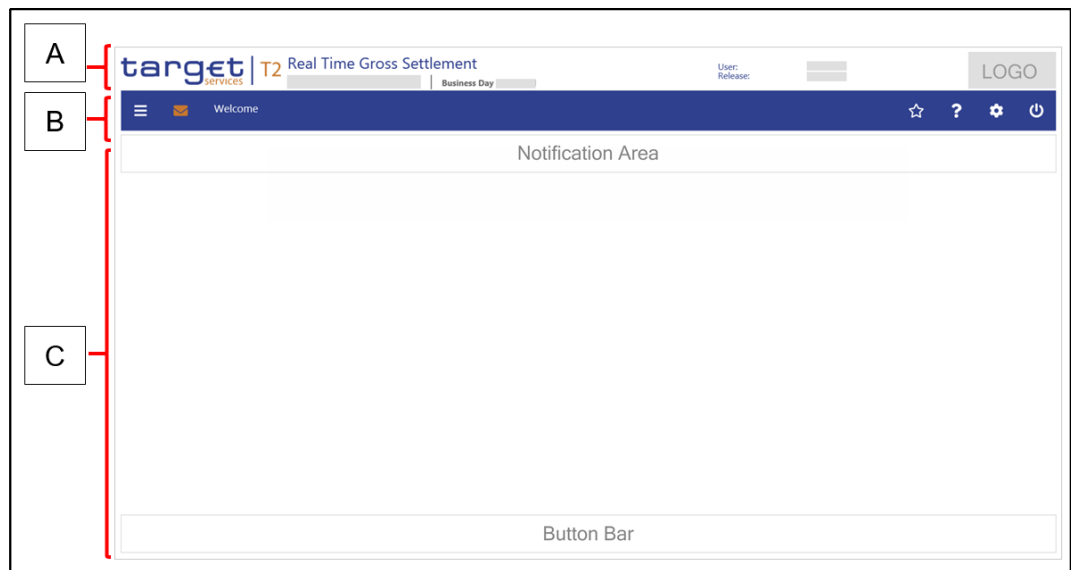 A
target
services
T2
Real Time Gross Settlement
Business Day
User:
Release:
LOGO
B
Welcome
?
Notification Area
C
Button Bar